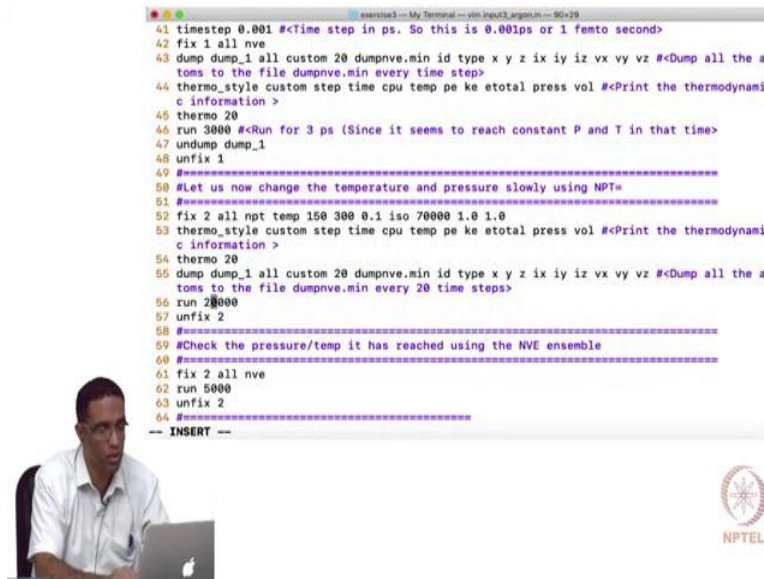 exercise3 — My Terminal — vim input3_argon.in — 90×29
41 timestep 0.001 #<Time step in ps. So this is 0.001ps or 1 femto second>
42 fix 1 all nve
43 dump dump_1 all custom 20 dumpnve.min id type x y z ix iy iz vx vy vz #<Dump all the a
toms to the file dumpnve.min every time step>
44 thermo_style custom step time cpu temp pe ke etotal press vol #<Print the thermodynami
c information >
45 thermo 20
46 run 3000 #<Run for 3 ps (Since it seems to reach constant P and T in that time>
47 undump dump_1
48 unfix 1
49 #==============================================================
50 #Let us now change the temperature and pressure slowly using NPT=
51 #==============================================================
52 fix 2 all npt temp 150 300 0.1 iso 70000 1.0 1.0
53 thermo_style custom step time cpu temp pe ke etotal press vol #<Print the thermodynami
c information >
54 thermo 20
55 dump dump_1 all custom 20 dumpnve.min id type x y z ix iy iz vx vy vz #<Dump all the a
toms to the file dumpnve.min every 20 time steps>
56 run 20000
57 unfix 2
58 #==============================================================
59 #Check the pressure/temp it has reached using the NVE ensemble
60 #==============================================================
61 fix 2 all nve
62 run 5000
63 unfix 2
64 #=================================
-- INSERT --
NPTEL